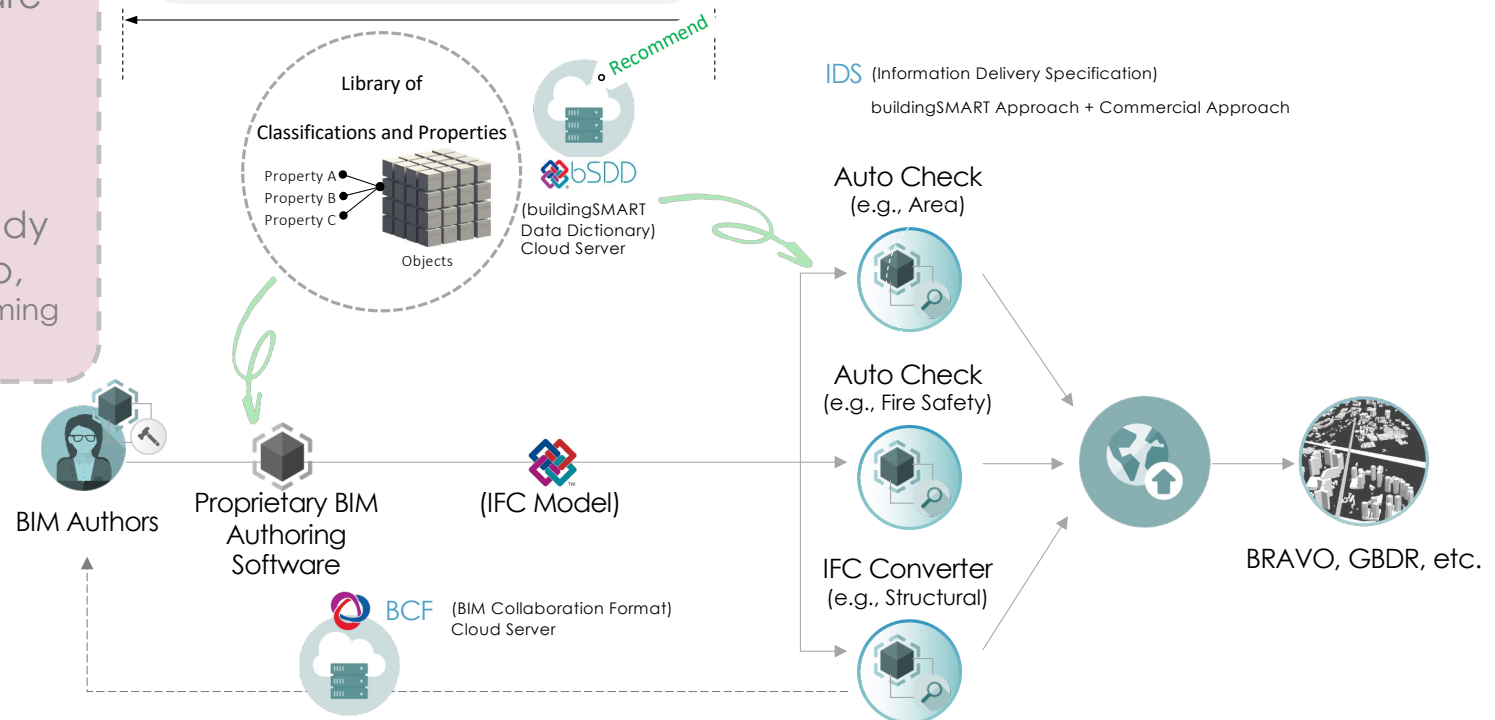 Recommend
Library of
Classifications and Properties
Property A
Property B
Property C
Objects
bSDD
(buildingSMART
Data Dictionary)
Cloud Server
IDS (Information Delivery Specification)
buildingSMART Approach + Commercial Approach
Auto Check
(e.g., Area)
Auto Check
(e.g., Fire Safety)
IFC Converter
(e.g., Structural)
BIM Authors
Proprietary BIM
Authoring
Software
(IFC Model)
BCF (BIM Collaboration Format)
Cloud Server
BRAVO, GBDR, etc.